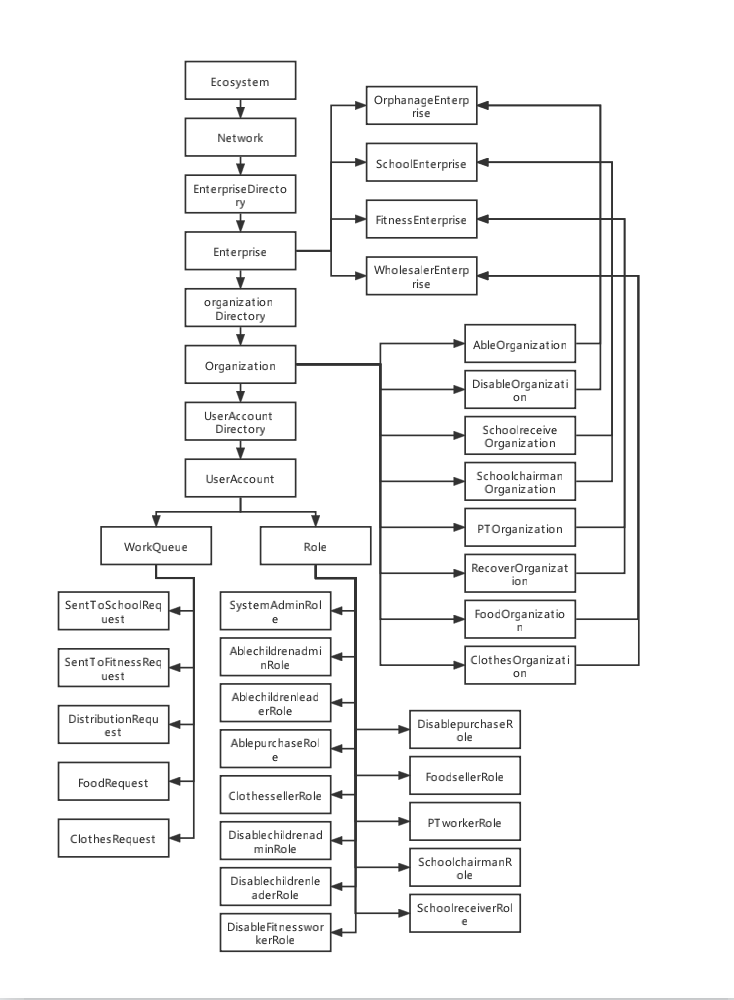 Ecosystem
Network
EnterpriseDirecto
ry
Enterprise
organization
Directory
Organization
UserAccount
Directory
UserAccount
OrphanageEnterp
rise
SchoolEnterprise
FitnessEnterprise
WholesalerEnterp
rise
AbleOrganization
DisableOrganizati
on
Schoolreceive
Organization
Schoolchairman
Organization
PTOrganization
RecoverOrganizat
ion
FoodOrganizatio
n
ClothesOrganizati
on
WorkQueue
Role
SentToSchoolReq
uest
SentToFitnessReq
uest
DistributionRequ
est
FoodRequest
ClothesRequest
SystemAdminRol
e
Ablechildrenadmi
nRole
Ablechildrenlead
erRole
AblepurchaseRol
e
ClothessellerRole
Disablechildrenad
minRole
Disablechildrenle
aderRole
DisableFitnesswor
kerRole
DisablepurchaseR
ole
FoodsellerRole
PTworkerRole
SchoolchairmanR
ole
SchoolreceiverRol
e